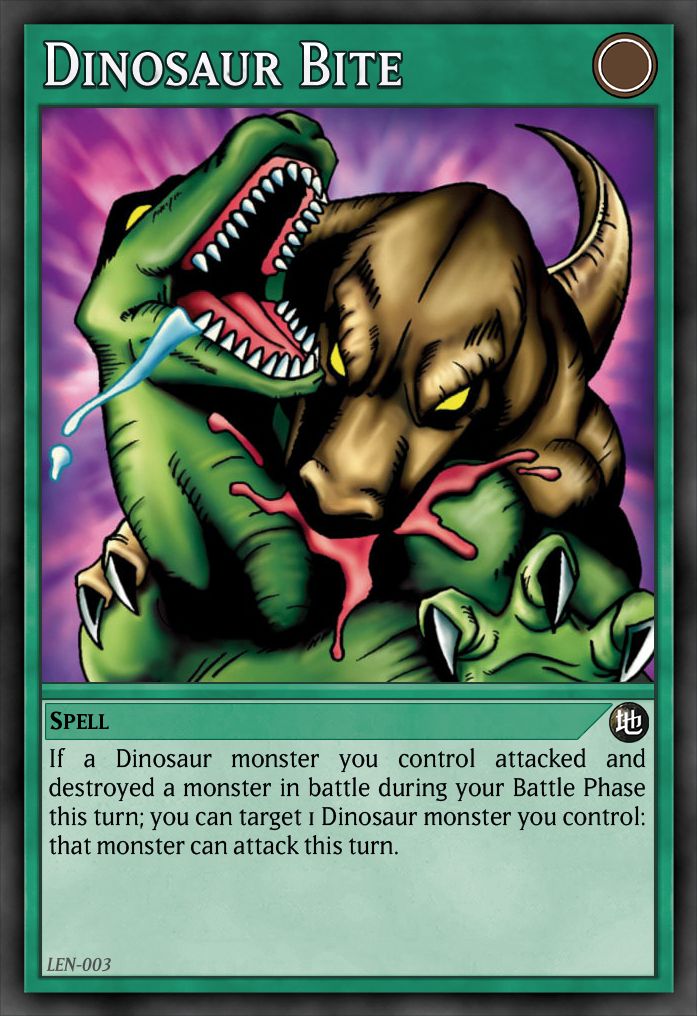 Dinosaur Bite
Spell
If a Dinosaur monster you control attacked and
destroyed a monster in battle during your Battle Phase
this turn; you can target 1 Dinosaur monster you control:
that monster can attack this turn.
LEN-003